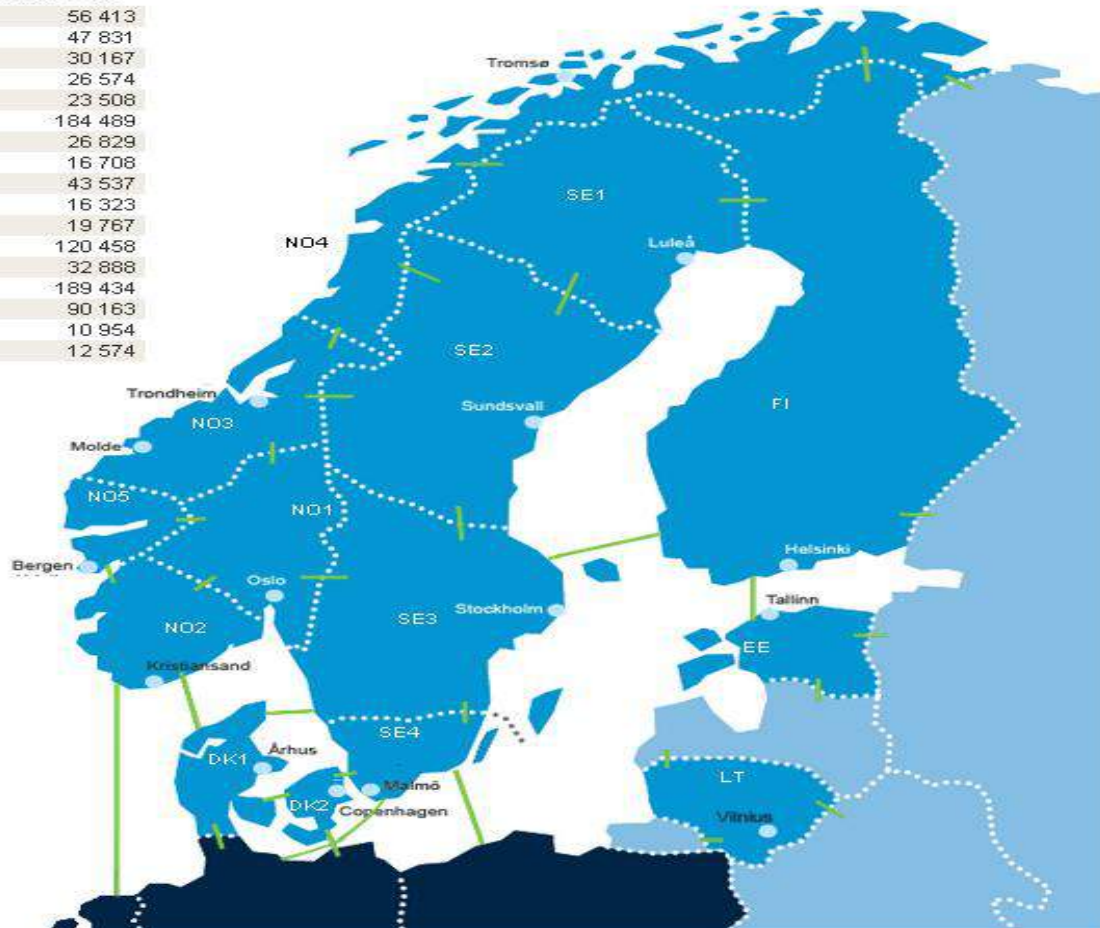 56 413
47 831
30 167
26 574
23 508
184 489
26 829
16 708
43 537
16 323
19 767
120 458
32 888
189 434
90 163
10 954
12 574
Tromsø
SE1
NO4
Luleå
SE2
Trondheim
Sundsvall
FI
NO3
Molde
NO5
NO1
Bergen
Helsinki
Oslo
Stockholm
Tallinn
SE3
NO2
EE
Kristiansand
SE4
Århus
DK1
LT
Malmö
DK2
Copenhagen
Vilnius